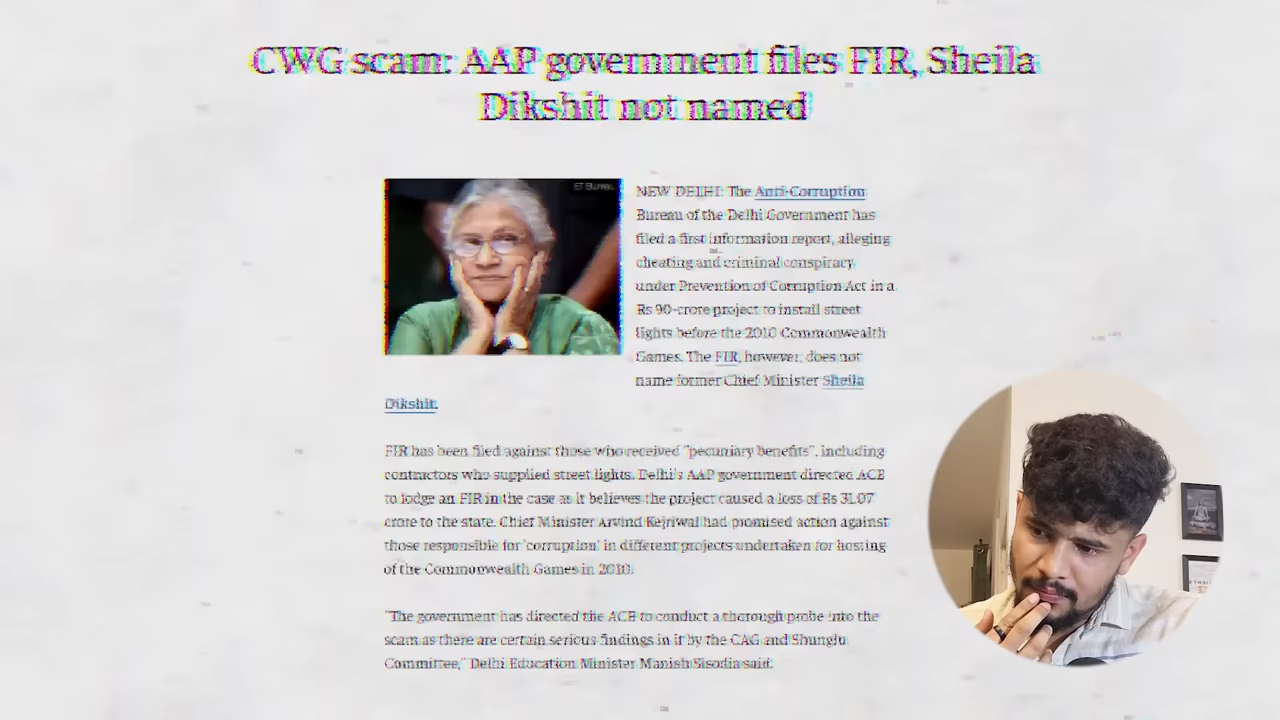 CWG scam: AAP government files FIR, Sheila
Dikshit not named
ET Bureau
NEW DELHI: The Anti-Corruption
Bureau of the Delhi Government has
filed a first information report, alleging
cheating and criminal conspiracy
under Prevention of Corruption Act in a
Rs 90-crore project to install street
lights before the 2010 Commonwealth
Games. The FIR, however, does not
name former Chief Minister Sheila
Dikshit.
FIR has been filed against those who received "pecuniary benefits", including
contractors who supplied street lights. Delhi's AAP government directed ACB
to lodge an FIR in the case as it believes the project caused a loss of Rs 31.07
crore to the state. Chief Minister Arvind Kejriwal had promised action against
those responsible for 'corruption' in different projects undertaken for hosting
of the Commonwealth Games in 2010.
"The government has directed the ACB to conduct a thorough probe into the
scam as there are certain serious findings in it by the CAG and Shunglu
Committee," Delhi Education Minister Manish Sisodia said.